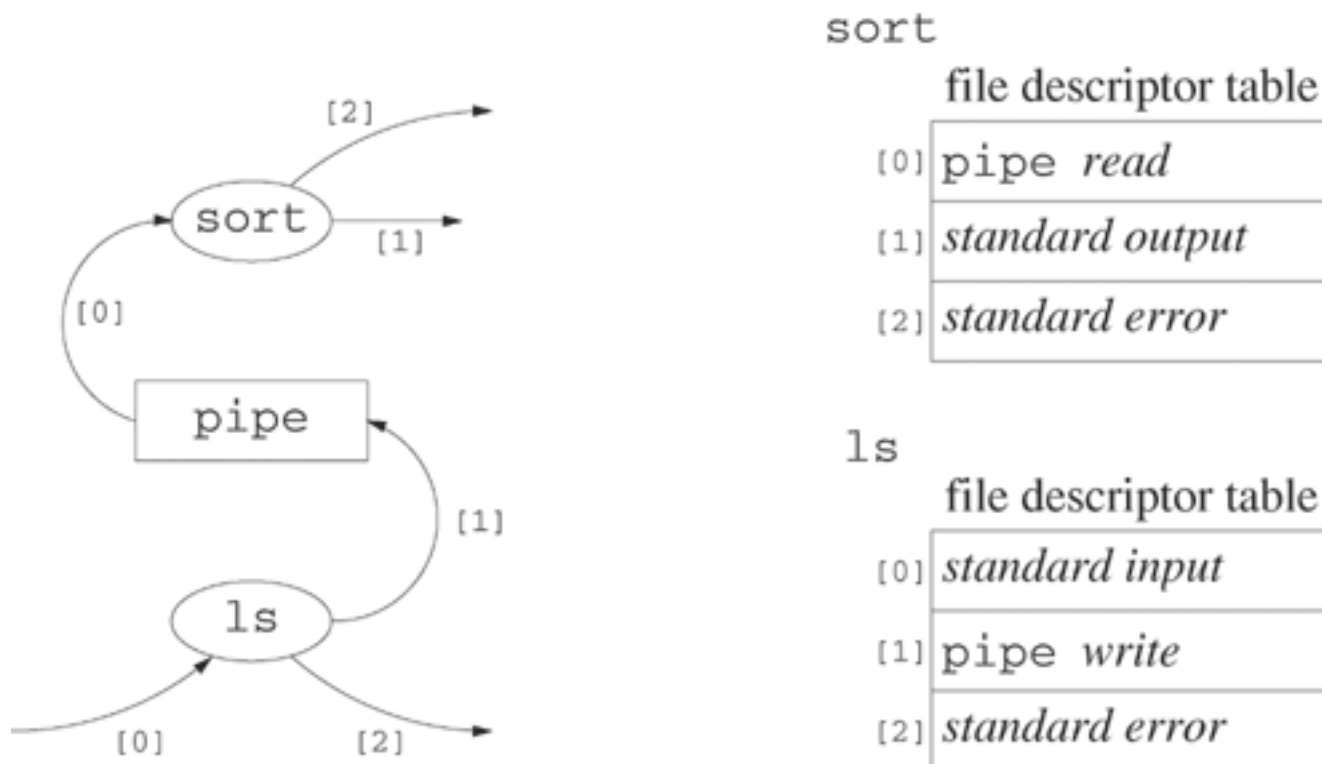 [2]
sort
[1]
[0]
pipe
[1]
ls
[0]
[2]
sort
file descriptor table
[0] pipe read
[1] standard output
[2] standard error
ls
file descriptor table
[0] standard input
[1] pipe write
[2] standard error